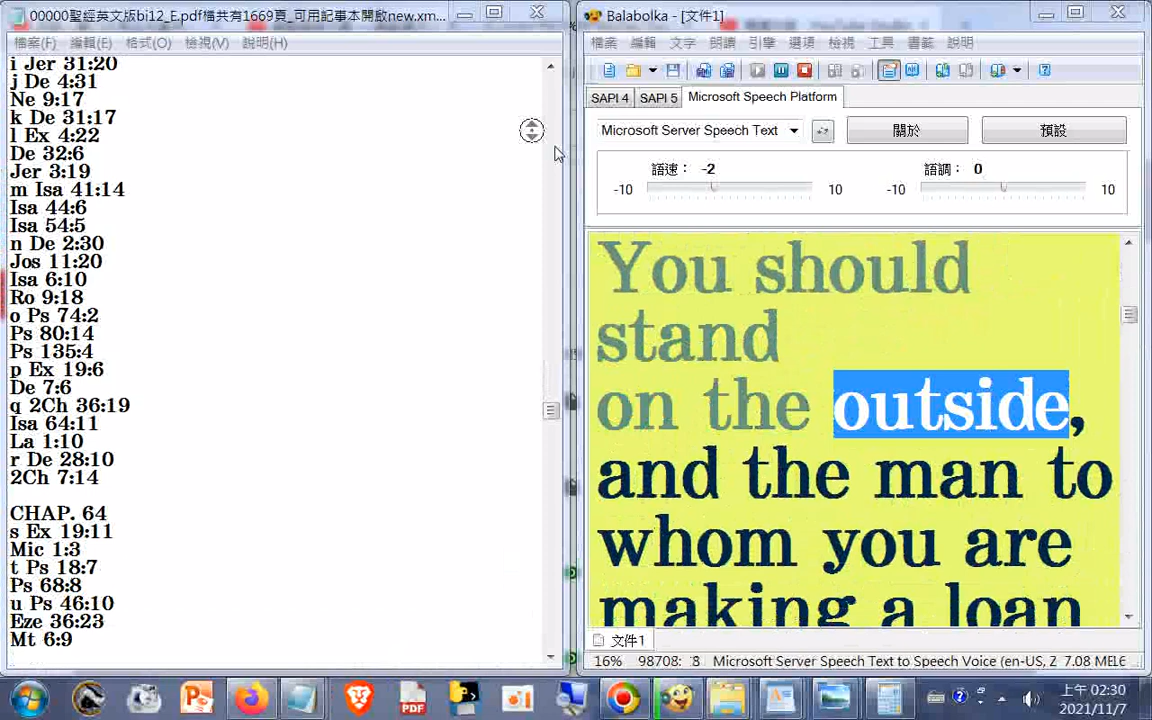 00000聖經英文版bi12_E.pdf檔共有1669頁_可用記事本開啟new.xm...
檔案(F) 編輯(E) 格式(O) 檢視(V) 說明(H)
i Jer 31:20
j De 4:31
Ne 9:17
k De 31:17
l Ex 4:22
De 32:6
Jer 3:19
m Isa 41:14
Isa 44:6
Isa 54:5
n De 2:30
Jos 11:20
Isa 6:10
Ro 9:18
o Ps 74:2
Ps 80:14
Ps 135:4
p Ex 19:6
De 7:6
q 2Ch 36:19
Isa 64:11
La 1:10
r De 28:10
2Ch 7:14
CHAP. 64
s Ex 19:11
Mic 1:3
t Ps 18:7
Ps 68:8
u Ps 46:10
Eze 36:23
Mt 6:9
Balabolka - [文件1]
檔案 編輯 文字 朗讀 引擎 選項 檢視 工具 書籤 說明
SAPI 4 SAPI 5 Microsoft Speech Platform
Microsoft Server Speech Text 關於 預設
語速： -2 語調： 0
-10 10 -10 10
You should
stand
on the outside,
and the man to
whom you are
making a loan
文件1
16% Microsoft Server Speech Text to Speech Voice (en-US, Z
上午 02:30
2021/11/7